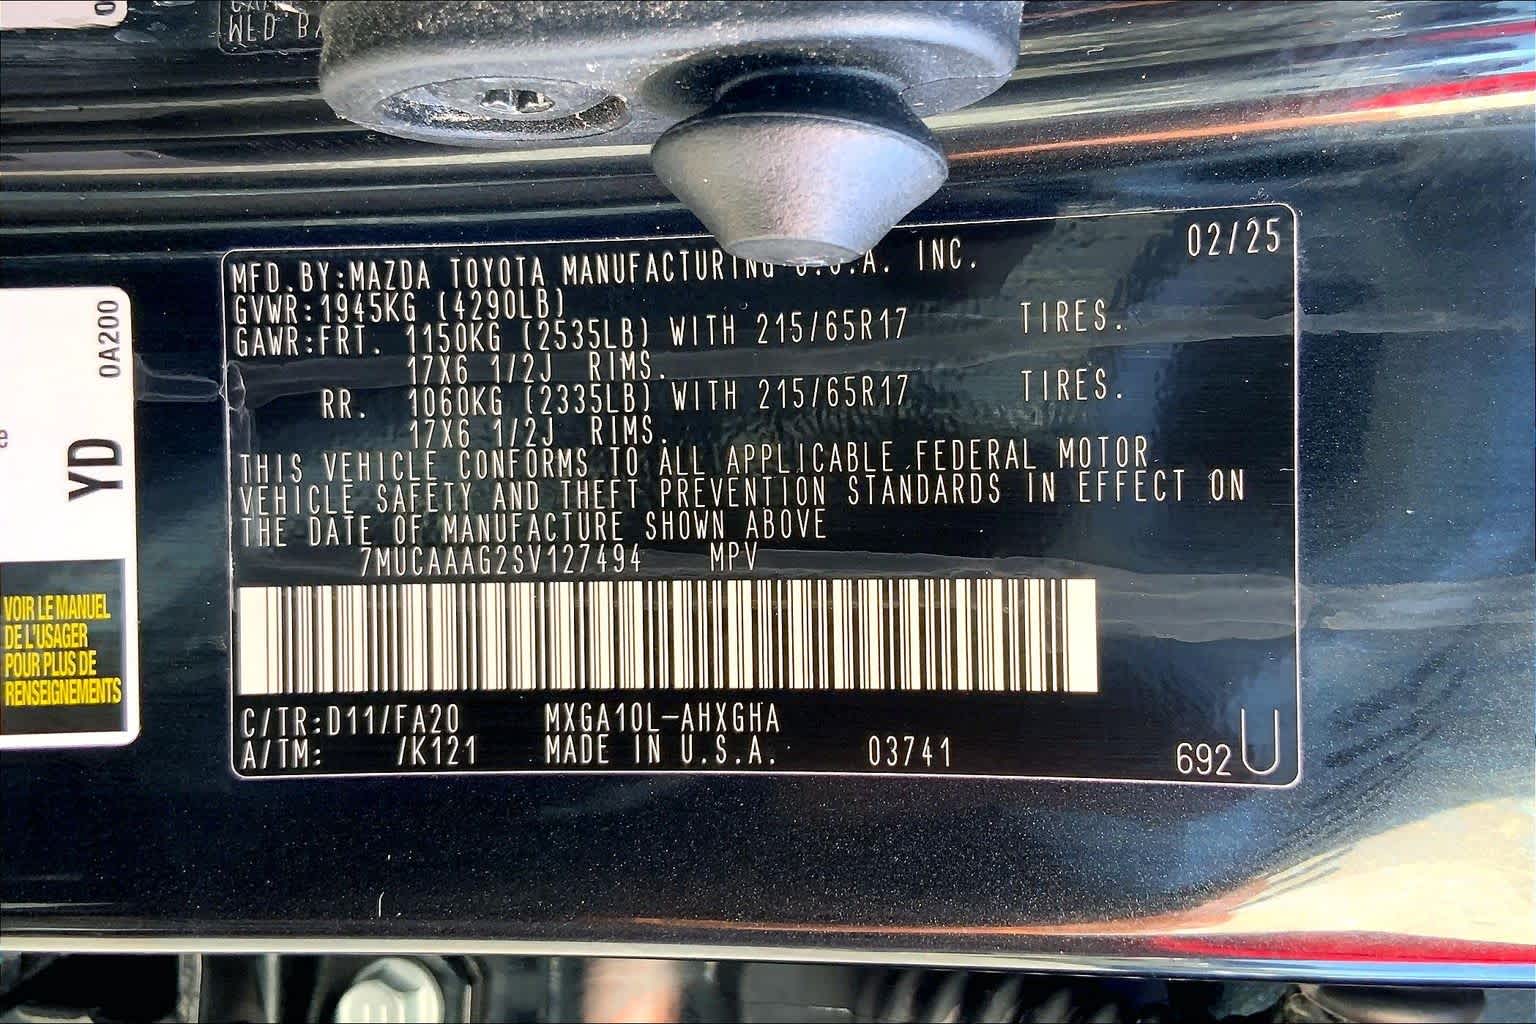 WED
MFD.BY:MAZDA TOYOTA MANUFACTURING U.S.A. INC. 02/25
GVWR:1945KG (4290LB)
GAWR:FRT. 1150KG (2535LB) WITH 215/65R17 TIRES.
17X6 1/2J RIMS.
RR. 1060KG (2335LB) WITH 215/65R17 TIRES.
17X6 1/2J RIMS.
THIS VEHICLE CONFORMS TO ALL APPLICABLE FEDERAL MOTOR
VEHICLE SAFETY AND THEFT PREVENTION STANDARDS IN EFFECT ON
THE DATE OF MANUFACTURE SHOWN ABOVE
7MUCAAAG2SV127494 MPV
C/TR:D11/FA20 MXGA10L-AHXGHA
A/TM: /K121 MADE IN U.S.A. 03741 692U
0A200
YD
VOIR LE MANUEL
DE L'USAGER
POUR PLUS DE
RENSEIGNEMENTS